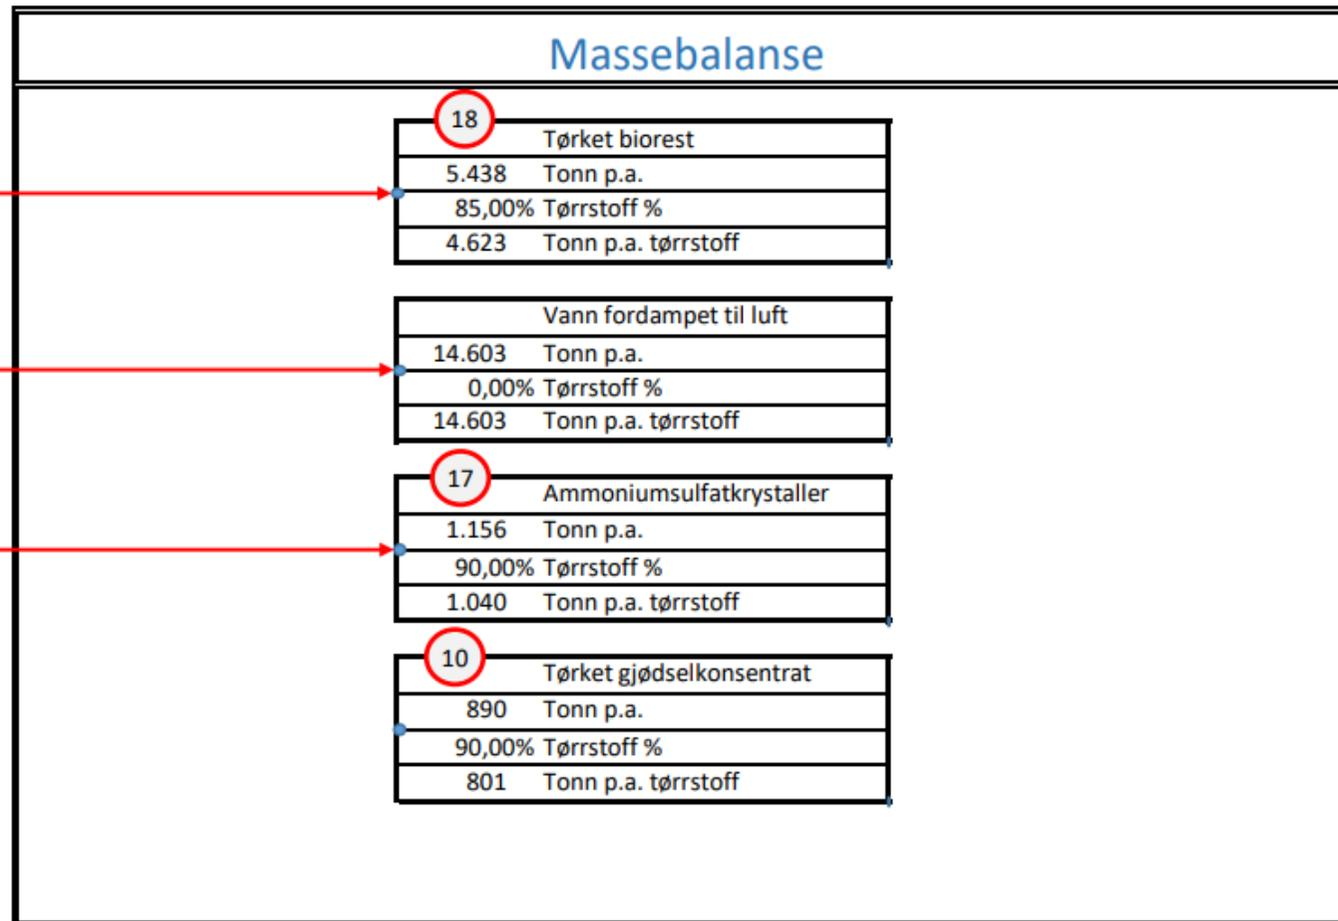 Massebalanse
18
Tørket biorest
5.438 Tonn p.a.
85,00% Tørrstoff %
4.623 Tonn p.a. tørrstoff
Vann fordampet til luft
14.603 Tonn p.a.
0,00% Tørrstoff %
14.603 Tonn p.a. tørrstoff
17
Ammoniumsulfatkrystaller
1.156 Tonn p.a.
90,00% Tørrstoff %
1.040 Tonn p.a. tørrstoff
10
Tørket gjødselkonsentrat
890 Tonn p.a.
90,00% Tørrstoff %
801 Tonn p.a. tørrstoff